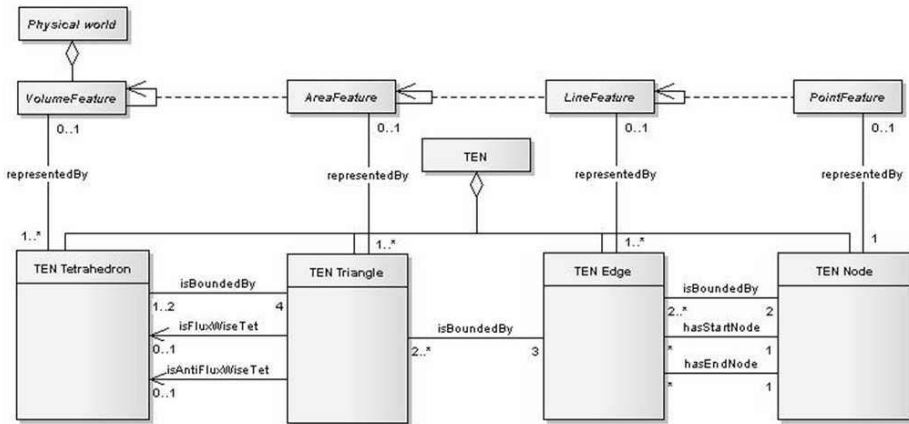 Physical world
VolumeFeature
AreaFeature
LineFeature
PointFeature
0..1
0..1
0..1
0..1
TEN
representedBy
representedBy
representedBy
representedBy
1..*
1..*
1..*
1
TEN Tetrahedron
TEN Triangle
TEN Edge
TEN Node
isBoundedBy
1..2
4
isFluxWiseTet
0..1
isAntiFluxWiseTet
0..1
isBoundedBy
2..*
3
isBoundedBy
2..*
2
hasStartNode
*
1
hasEndNode
*
1